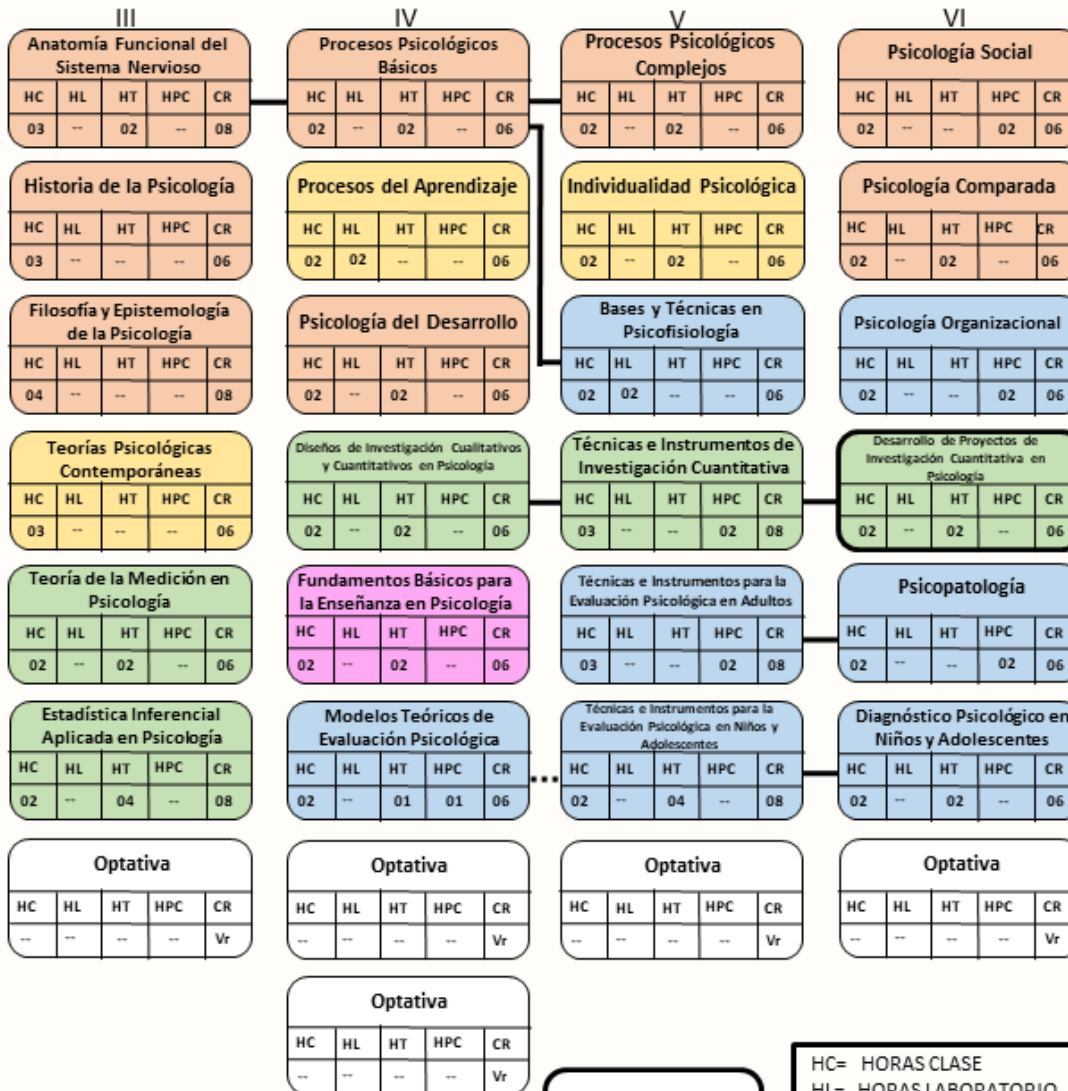 III
IV
V
VI
Anatomía Funcional del
Sistema Nervioso
HC HL HT HPC CR
03 -- 02 -- 08
Procesos Psicológicos
Básicos
HC HL HT HPC CR
02 -- 02 -- 06
Procesos Psicológicos
Complejos
HC HL HT HPC CR
02 -- 02 -- 06
Psicología Social
HC HL HT HPC CR
02 -- -- 02 06
Historia de la Psicología
HC HL HT HPC CR
03 -- -- -- 06
Procesos del Aprendizaje
HC HL HT HPC CR
02 02 -- -- 06
Individualidad Psicológica
HC HL HT HPC CR
02 -- 02 -- 06
Psicología Comparada
HC HL HT HPC CR
02 -- 02 -- 06
Filosofía y Epistemología
de la Psicología
HC HL HT HPC CR
04 -- -- -- 08
Psicología del Desarrollo
HC HL HT HPC CR
02 -- 02 -- 06
Bases y Técnicas en
Psicofisiología
HC HL HT HPC CR
02 02 -- -- 06
Psicología Organizacional
HC HL HT HPC CR
02 -- -- 02 06
Teorías Psicológicas
Contemporáneas
HC HL HT HPC CR
03 -- -- -- 06
Diseños de Investigación Cualitativos
y Cuantitativos en Psicología
HC HL HT HPC CR
02 -- 02 -- 06
Técnicas e Instrumentos de
Investigación Cuantitativa
HC HL HT HPC CR
03 -- -- 02 08
Desarrollo de Proyectos de
Investigación Cuantitativa en
Psicología
HC HL HT HPC CR
02 -- 02 -- 06
Teoría de la Medición en
Psicología
HC HL HT HPC CR
02 -- 02 -- 06
Fundamentos Básicos para
la Enseñanza en Psicología
HC HL HT HPC CR
02 -- 02 -- 06
Técnicas e Instrumentos para la
Evaluación Psicológica en Adultos
HC HL HT HPC CR
03 -- -- 02 08
Psicopatología
HC HL HT HPC CR
02 -- -- 02 06
Estadística Inferencial
Aplicada en Psicología
HC HL HT HPC CR
02 -- 04 -- 08
Modelos Teóricos de
Evaluación Psicológica
HC HL HT HPC CR
02 -- 01 01 06
Técnicas e Instrumentos para la
Evaluación Psicológica en Niños y
Adolescentes
HC HL HT HPC CR
02 -- 04 -- 08
Diagnóstico Psicológico en
Niños y Adolescentes
HC HL HT HPC CR
02 -- 02 -- 06
Optativa
HC HL HT HPC CR
-- -- -- -- Vr
Optativa
HC HL HT HPC CR
-- -- -- -- Vr
Optativa
HC HL HT HPC CR
-- -- -- -- Vr
Optativa
HC HL HT HPC CR
-- -- -- -- Vr
Optativa
HC HL HT HPC CR
-- -- -- -- Vr
HC= HORAS CLASE
HL= HORAS LABORATORIO